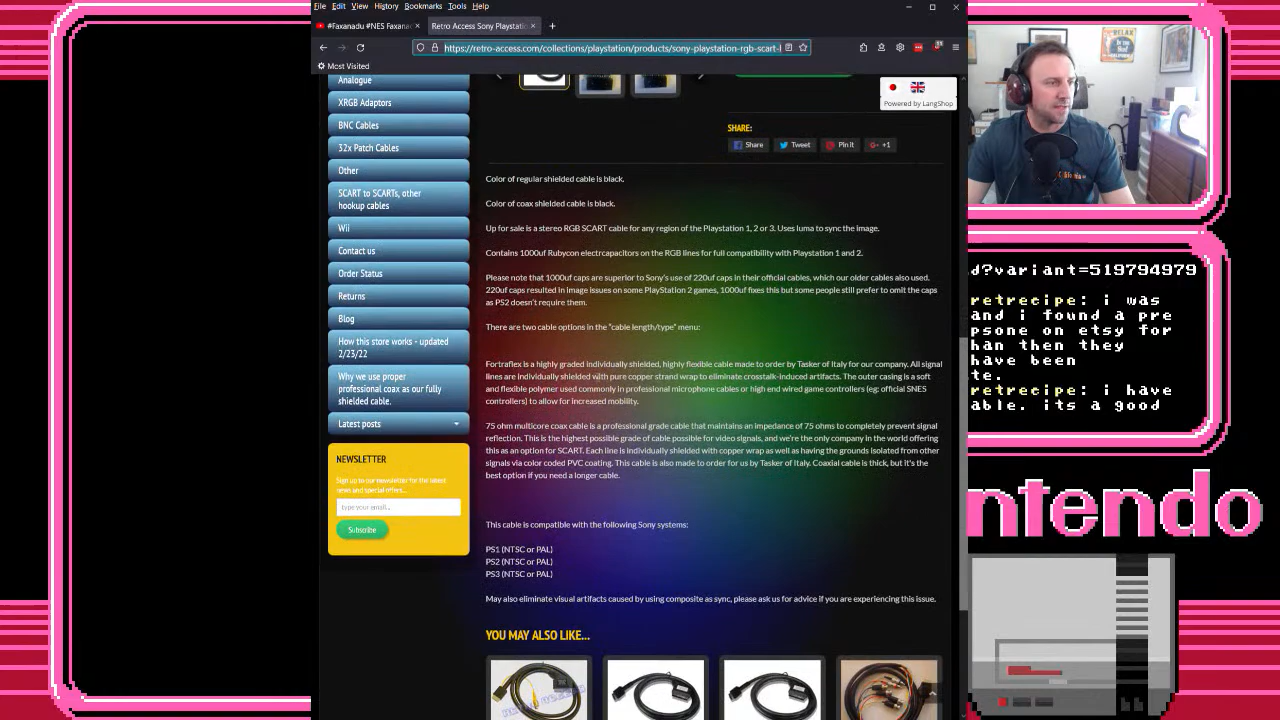 File Edit View History Bookmarks Tools Help
#Faxanadu #NES Faxanad
Retro Access Sony Playstatio
https://retro-access.com/collections/playstation/products/sony-playstation-rgb-scart-
Most Visited
Powered by LangShop
Analogue
XRGB Adaptors
BNC Cables
32x Patch Cables
Other
SCART to SCARTs, other
hookup cables
Wii
Contact us
Order Status
Returns
Blog
How this store works - updated
2/23/22
Why we use proper
professional coax as our fully
shielded cable.
Latest posts
NEWSLETTER
Sign up to our newsletter for the latest
news and special offers...
type your email...
Subscribe
SHARE:
Share Tweet Pin it +1
Color of regular shielded cable is black.
Color of coax shielded cable is black.
Up for sale is a stereo RGB SCART cable for any region of the Playstation 1, 2 or 3. Uses luma to sync the image.
Contains 1000uf Rubycon electrcapacitors on the RGB lines for full compatibility with Playstation 1 and 2.
Please note that 1000uf caps are superior to Sony's use of 220uf caps in their official cables, which our older cables also used.
220uf caps resulted in image issues on some PlayStation 2 games, 1000uf fixes this but some people still prefer to omit the caps
as PS2 doesn't require them.
There are two cable options in the "cable length/type" menu:
Fortraflex is a highly graded individually shielded, highly flexible cable made to order by Tasker of Italy for our company. All signal
lines are individually shielded with pure copper strand wrap to eliminate crosstalk-induced artifacts. The outer casing is a soft
and flexible polymer used commonly in professional microphone cables or high end wired game controllers (eg: official SNES
controllers) to allow for increased mobility.
75 ohm multicore coax cable is a professional grade cable that maintains an impedance of 75 ohms to completely prevent signal
reflection. This is the highest possible grade of cable possible for video signals, and we're the only company in the world offering
this as an option for SCART. Each line is individually shielded with copper wrap as well as having the grounds isolated from other
signals via color coded PVC coating. This cable is also made to order for us by Tasker of Italy. Coaxial cable is thick, but it's the
best option if you need a longer cable.
This cable is compatible with the following Sony systems:
PS1 (NTSC or PAL)
PS2 (NTSC or PAL)
PS3 (NTSC or PAL)
May also eliminate visual artifacts caused by using composite as sync, please ask us for advice if you are experiencing this issue.
YOU MAY ALSO LIKE...
d?variant=519794979
retrecipe: i was
and i found a pre
psone on etsy for
han then they
have been
te.
retrecipe: i have
able. its a good
ntendo